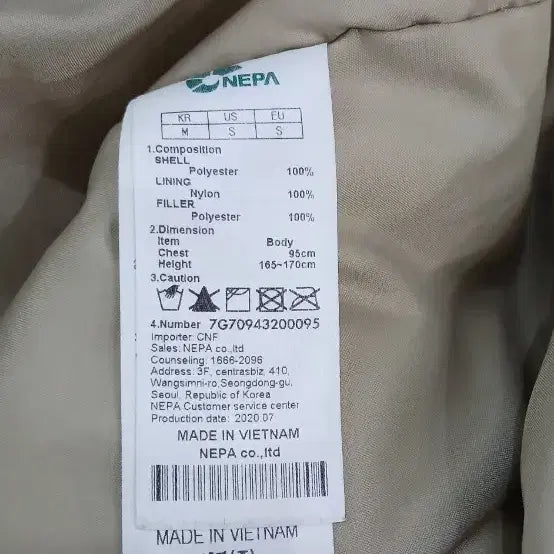 NEPA
KR US EU
M S S
1.Composition
SHELL
Polyester 100%
LINING
Nylon 100%
FILLER
Polyester 100%
2.Dimension
Item Body
Chest 95cm
Height 165~170cm
3.Caution
4.Number 7G70943200095
Importer: CNF
Sales: NEPA co.,ltd
Counseling: 1666-2096
Address: 3F, centrasbiz, 410,
Wangsimni-ro,Seongdong-gu,
Seoul, Republic of Korea
NEPA Customer service center
Production date: 2020.07
MADE IN VIETNAM
NEPA co.,ltd
MADE IN VIETNAM